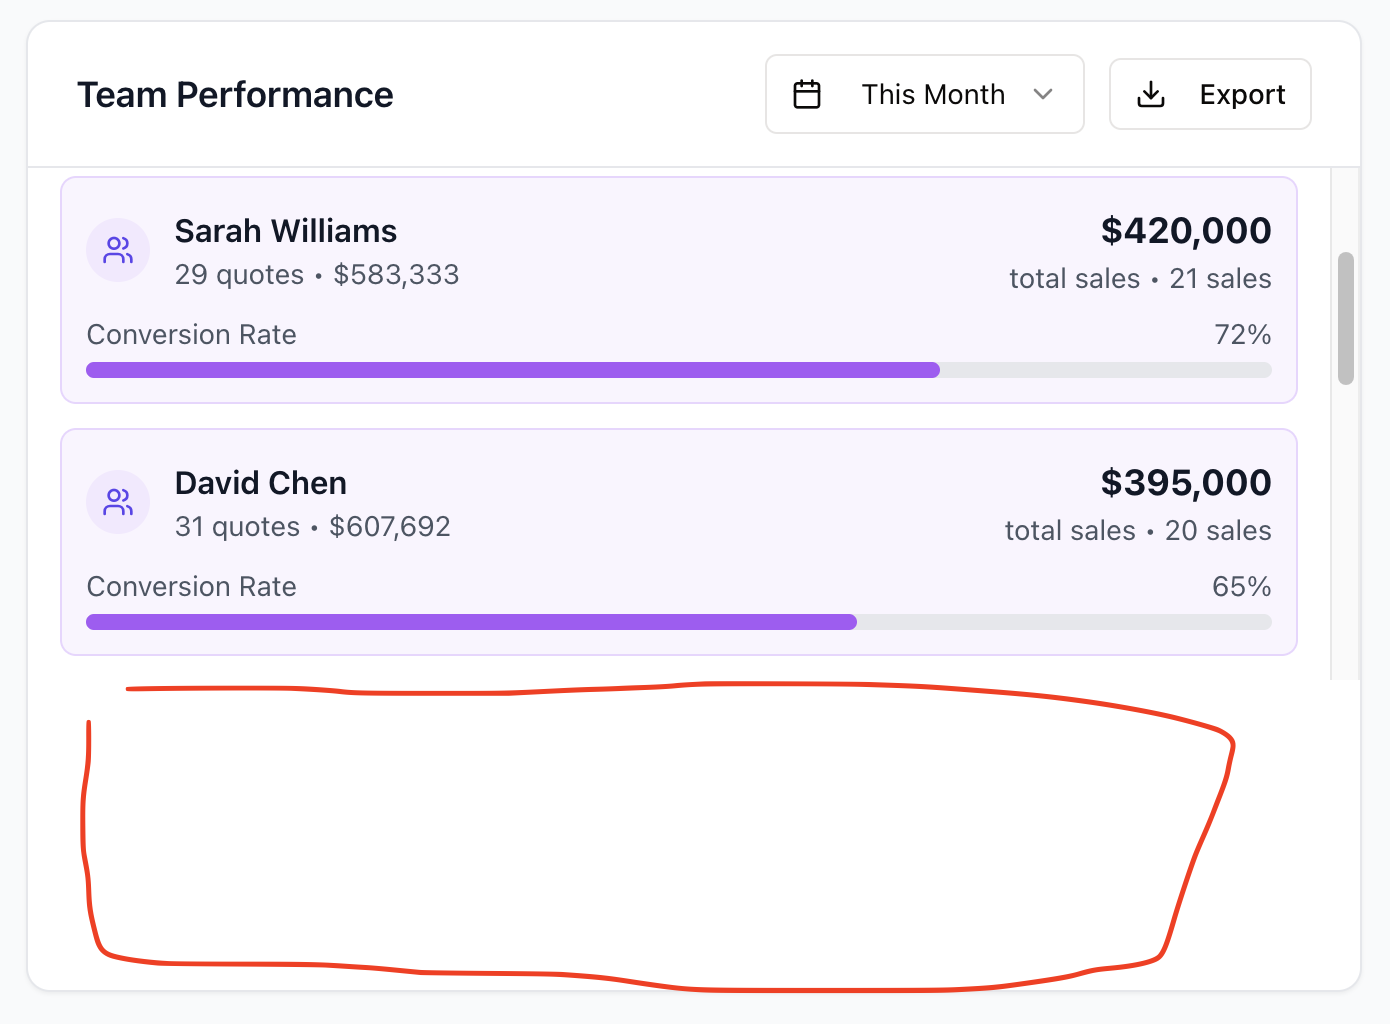 Team Performance
This Month
Export
Sarah Williams
$420,000
29 quotes • $583,333
total sales • 21 sales
Conversion Rate
72%
David Chen
$395,000
31 quotes • $607,692
total sales • 20 sales
Conversion Rate
65%